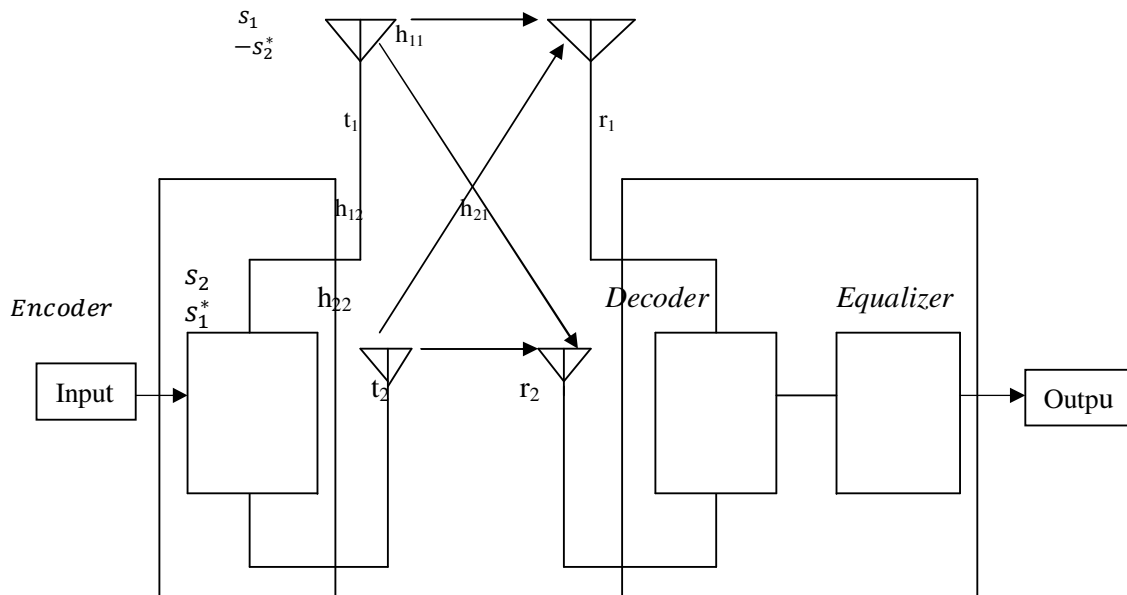 s₁
−s₂*
h₁₁
t₁
r₁
h₁₂
h₂₁
s₂
s₁*
h₂₂
Encoder
Decoder
Equalizer
Input
t₂
r₂
Outpu